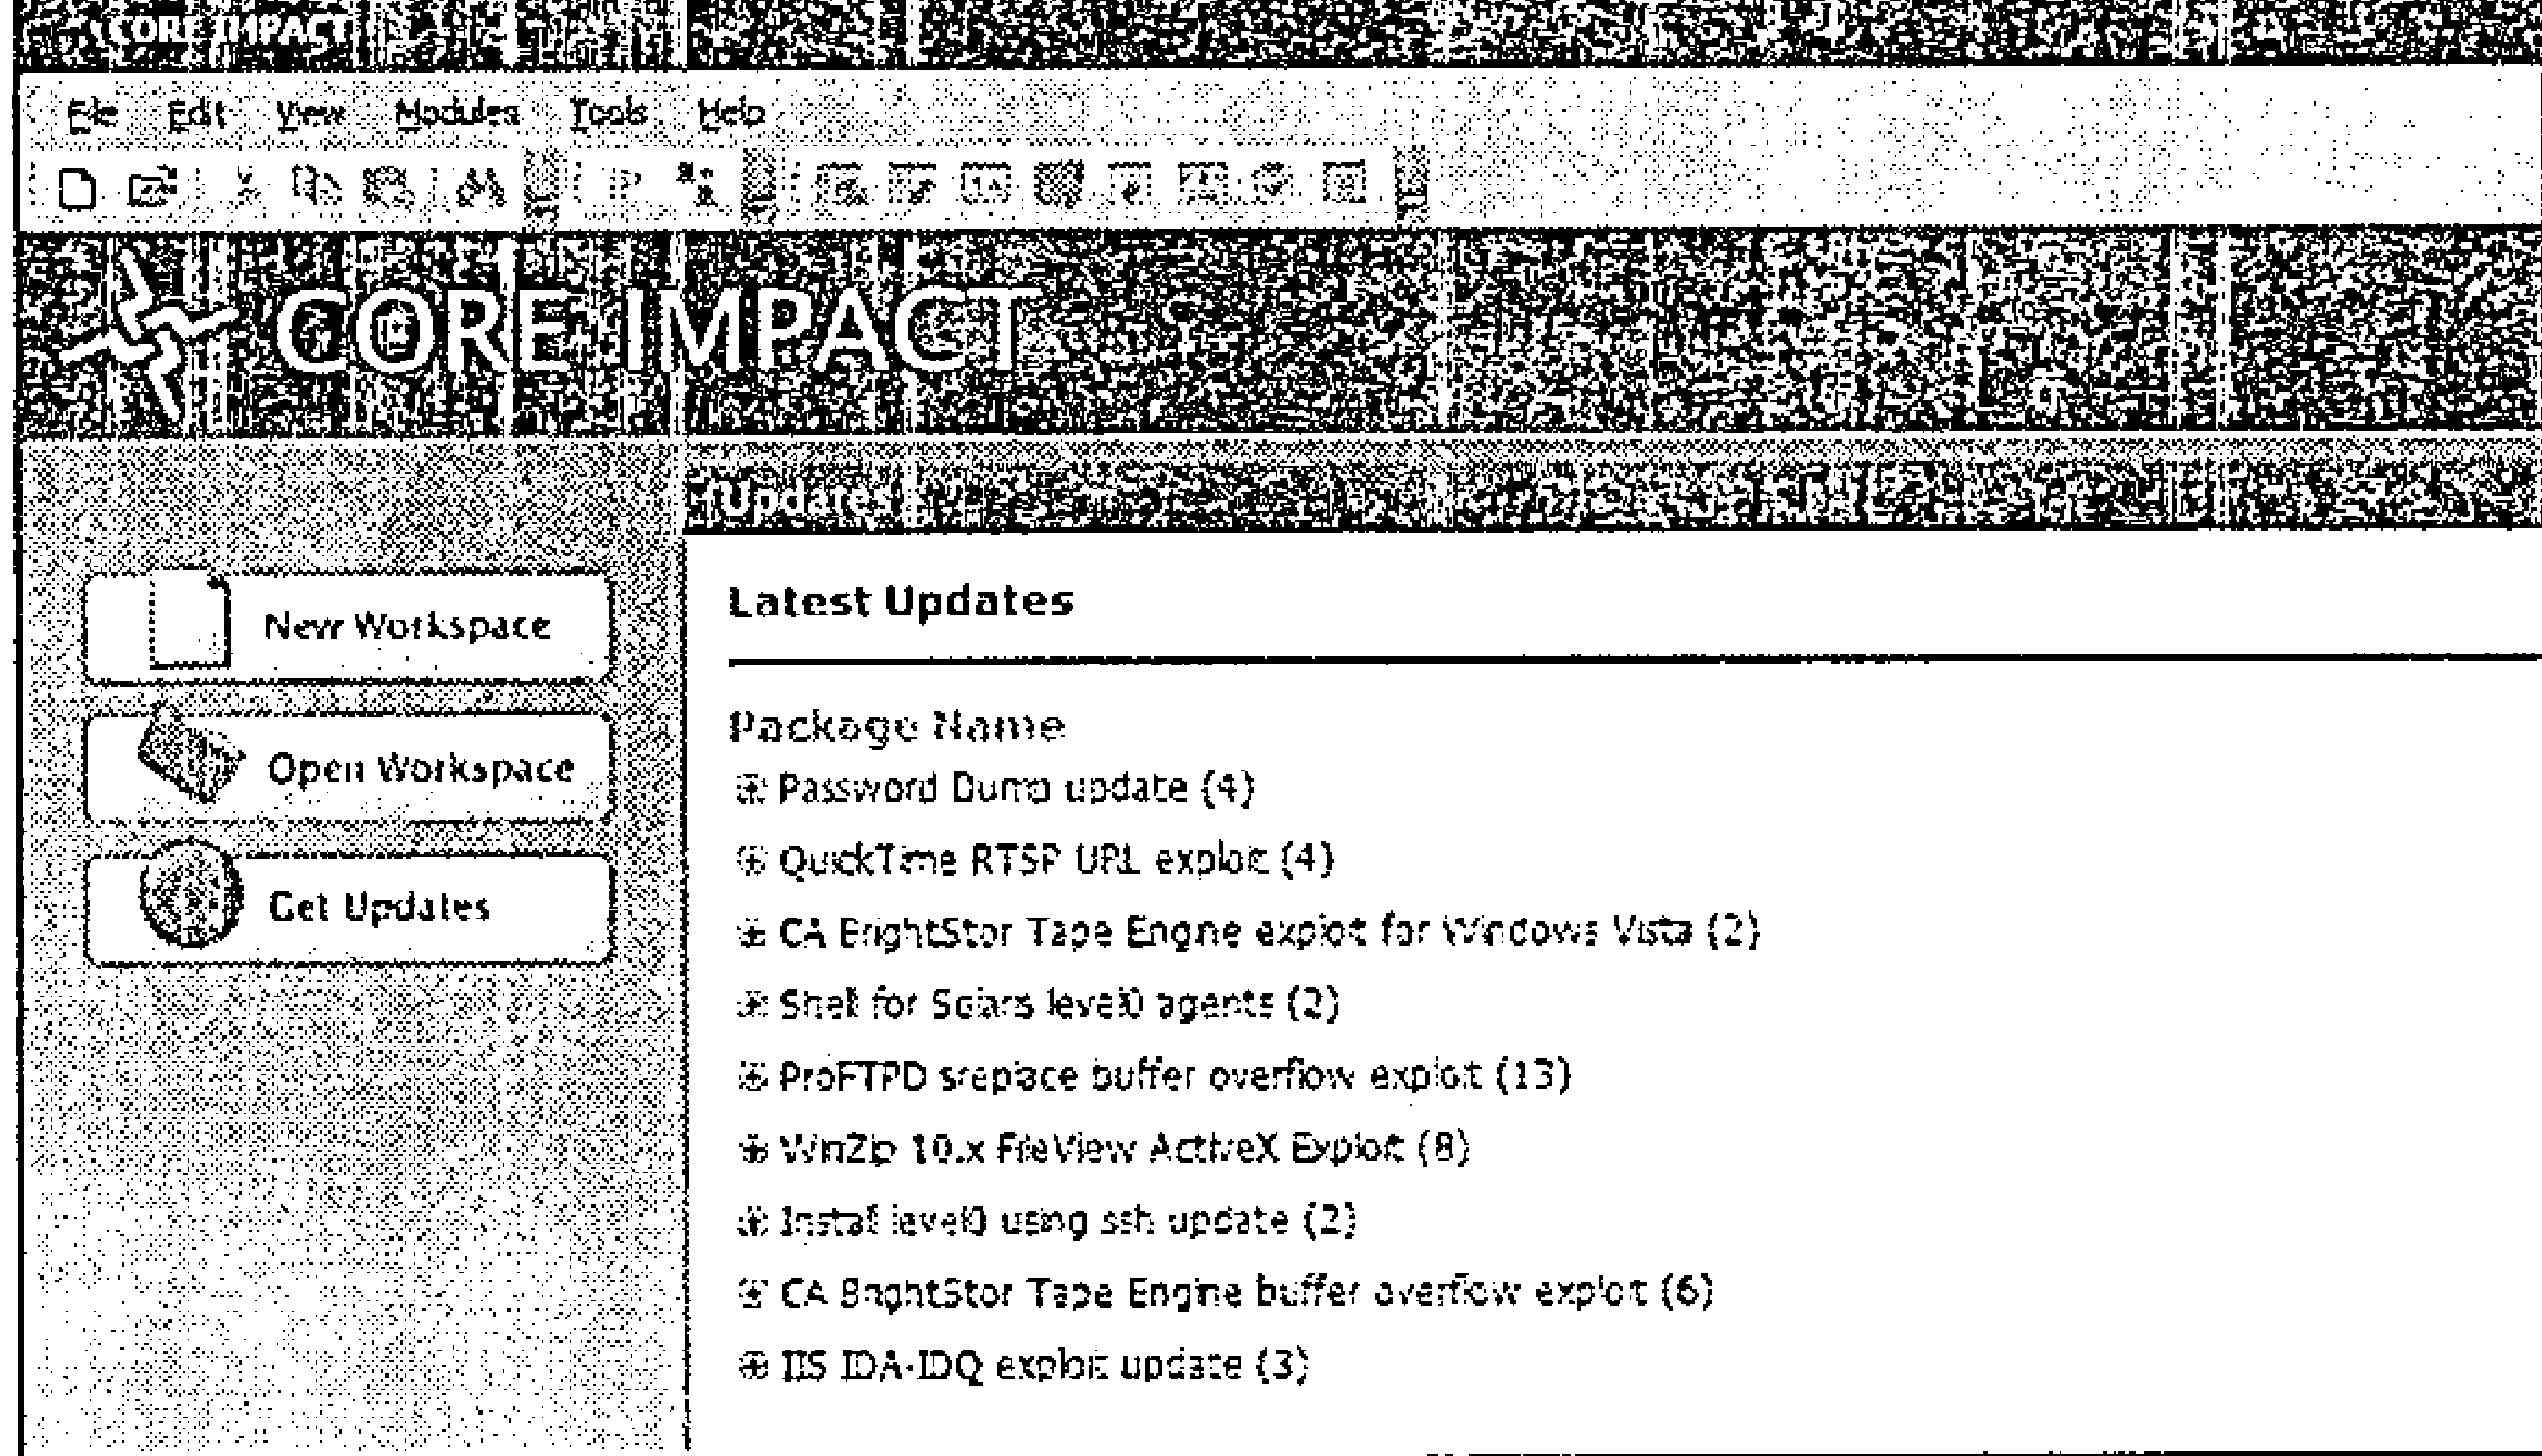 CORE IMPACT
File Edit View Modules Tools Help
CORE IMPACT
Updates
New Workspace
Open Workspace
Get Updates
Latest Updates
Package Name
Password Dump update (4)
QuickTime RTSP URL exploit (4)
CA BrightStor Tape Engine exploit for Windows Vista (2)
Shell for Solaris level0 agents (2)
ProFTPD sreplace buffer overflow exploit (13)
WinZip 10.x FileView ActiveX Exploit (8)
Install level0 using ssh update (2)
CA BrightStor Tape Engine buffer overflow exploit (6)
IIS IDA-IDQ exploit update (3)